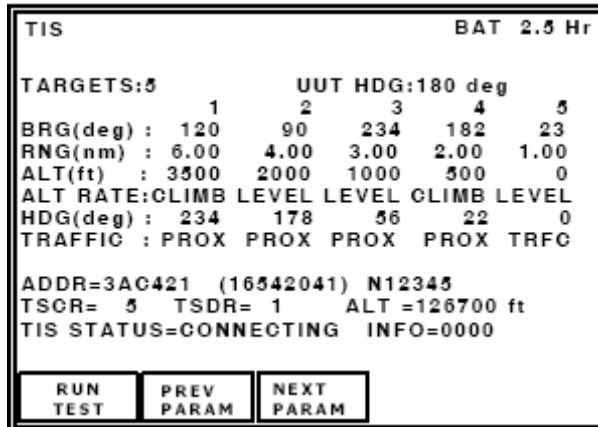 TIS BAT 2.5 Hr
TARGETS:5 UUT HDG:180 deg
1 2 3 4 5
BRG(deg) : 120 90 234 182 23
RNG(nm) : 6.00 4.00 3.00 2.00 1.00
ALT(ft) : 3500 2000 1000 500 0
ALT RATE:CLIMB LEVEL LEVEL CLIMB LEVEL
HDG(deg) : 234 178 56 22 0
TRAFFIC : PROX PROX PROX PROX TRFC
ADDR=3AC421 (16542041) N12345
TSCR= 5 TSDR= 1 ALT =126700 ft
TIS STATUS=CONNECTING INFO=0000
RUN TEST
PREV PARAM
NEXT PARAM